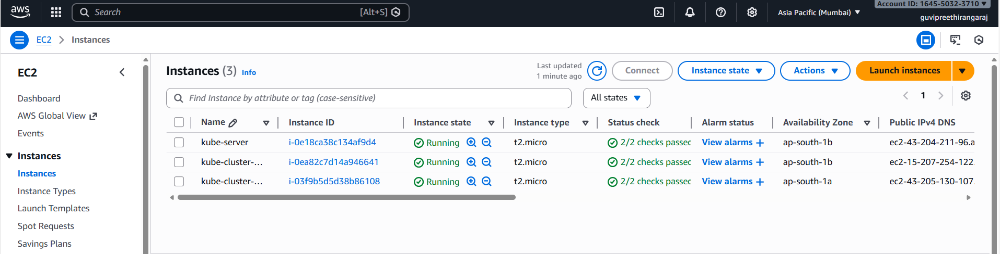 aws Search [Alt+S] Asia Pacific (Mumbai) Account ID: 1645-5032-3710
guvipreethirangaraj
EC2 Instances
EC2
Dashboard
AWS Global View
Events
Instances
Instances
Instance Types
Launch Templates
Spot Requests
Savings Plans
Instances (3) Info
Last updated
1 minute ago
Connect Instance state Actions Launch instances
Find Instance by attribute or tag (case-sensitive) All states 1
Name Instance ID Instance state Instance type Status check Alarm status Availability Zone Public IPv4 DNS
kube-server i-0e18ca38c134af9d4 Running t2.micro 2/2 checks passed View alarms + ap-south-1b ec2-43-204-211-96.a
kube-cluster-... i-0ea82c7d14a946641 Running t2.micro 2/2 checks passed View alarms + ap-south-1b ec2-15-207-254-122.
kube-cluster-... i-03f9b5d5d38b86108 Running t2.micro 2/2 checks passed View alarms + ap-south-1a ec2-43-205-130-107.